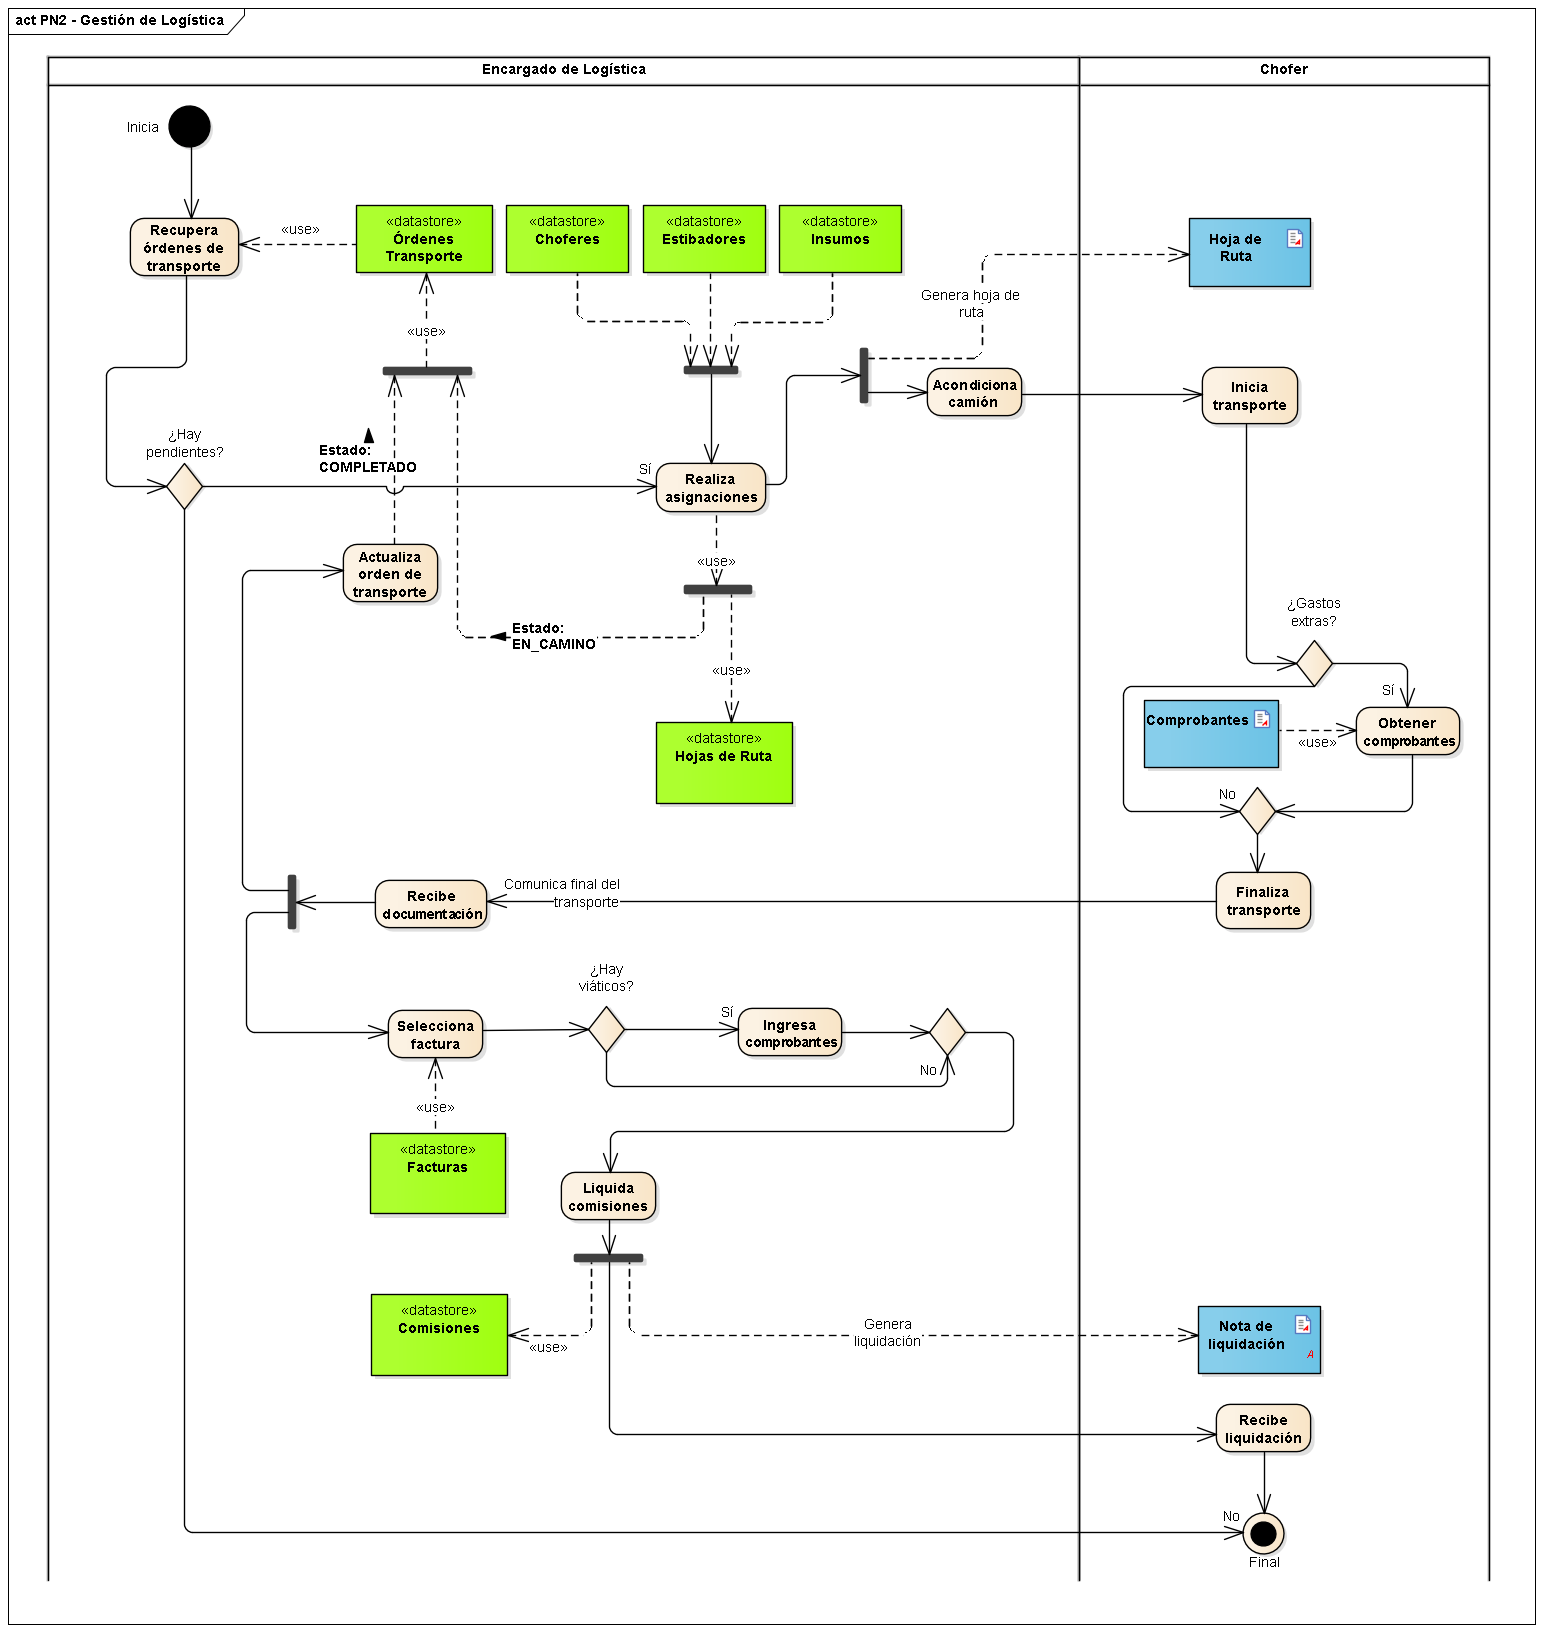 act PN2 - Gestión de Logística
Encargado de Logística
Chofer
Inicia
Recupera
órdenes de
transporte
«use»
«datastore»
Órdenes
Transporte
«datastore»
Choferes
«datastore»
Estibadores
«datastore»
Insumos
Hoja de
Ruta
Genera hoja de
ruta
«use»
Acondiciona
camión
Inicia
transporte
¿Hay
pendientes?
Estado:
COMPLETADO
Sí
Realiza
asignaciones
Actualiza
orden de
transporte
«use»
Estado:
EN_CAMINO
«use»
¿Gastos
extras?
Sí
Comprobantes
«use»
Obtener
comprobantes
«datastore»
Hojas de Ruta
No
Recibe
documentación
Comunica final del
transporte
Finaliza
transporte
¿Hay
viáticos?
Selecciona
factura
Sí
Ingresa
comprobantes
No
«use»
«datastore»
Facturas
Liquida
comisiones
«datastore»
Comisiones
«use»
Genera
liquidación
Nota de
liquidación
A
Recibe
liquidación
No
Final